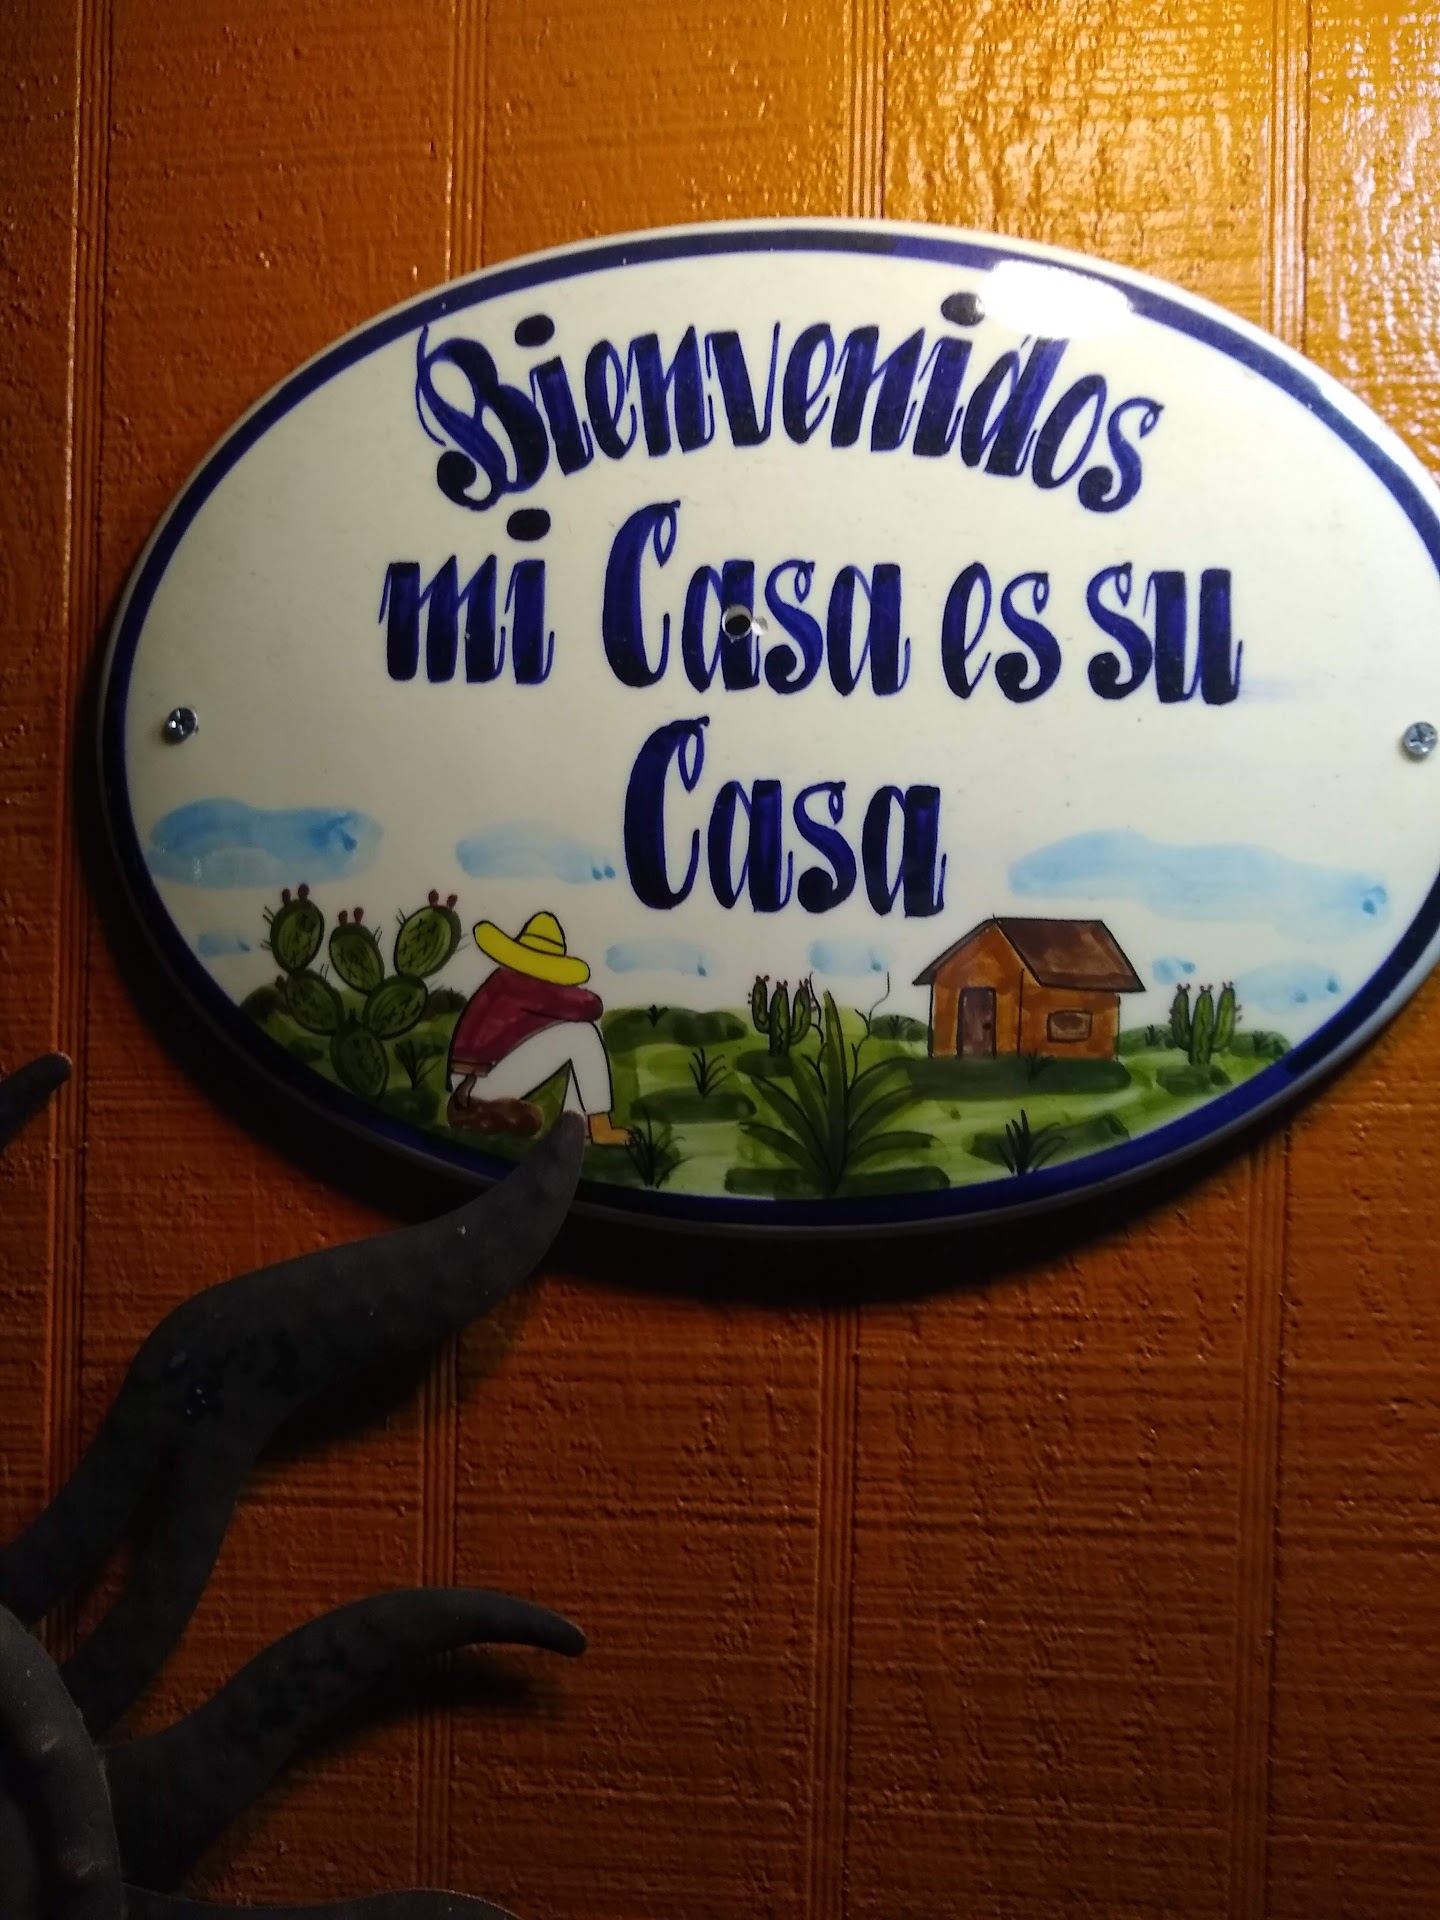 Bienvenidos
mi Casa es su
Casa